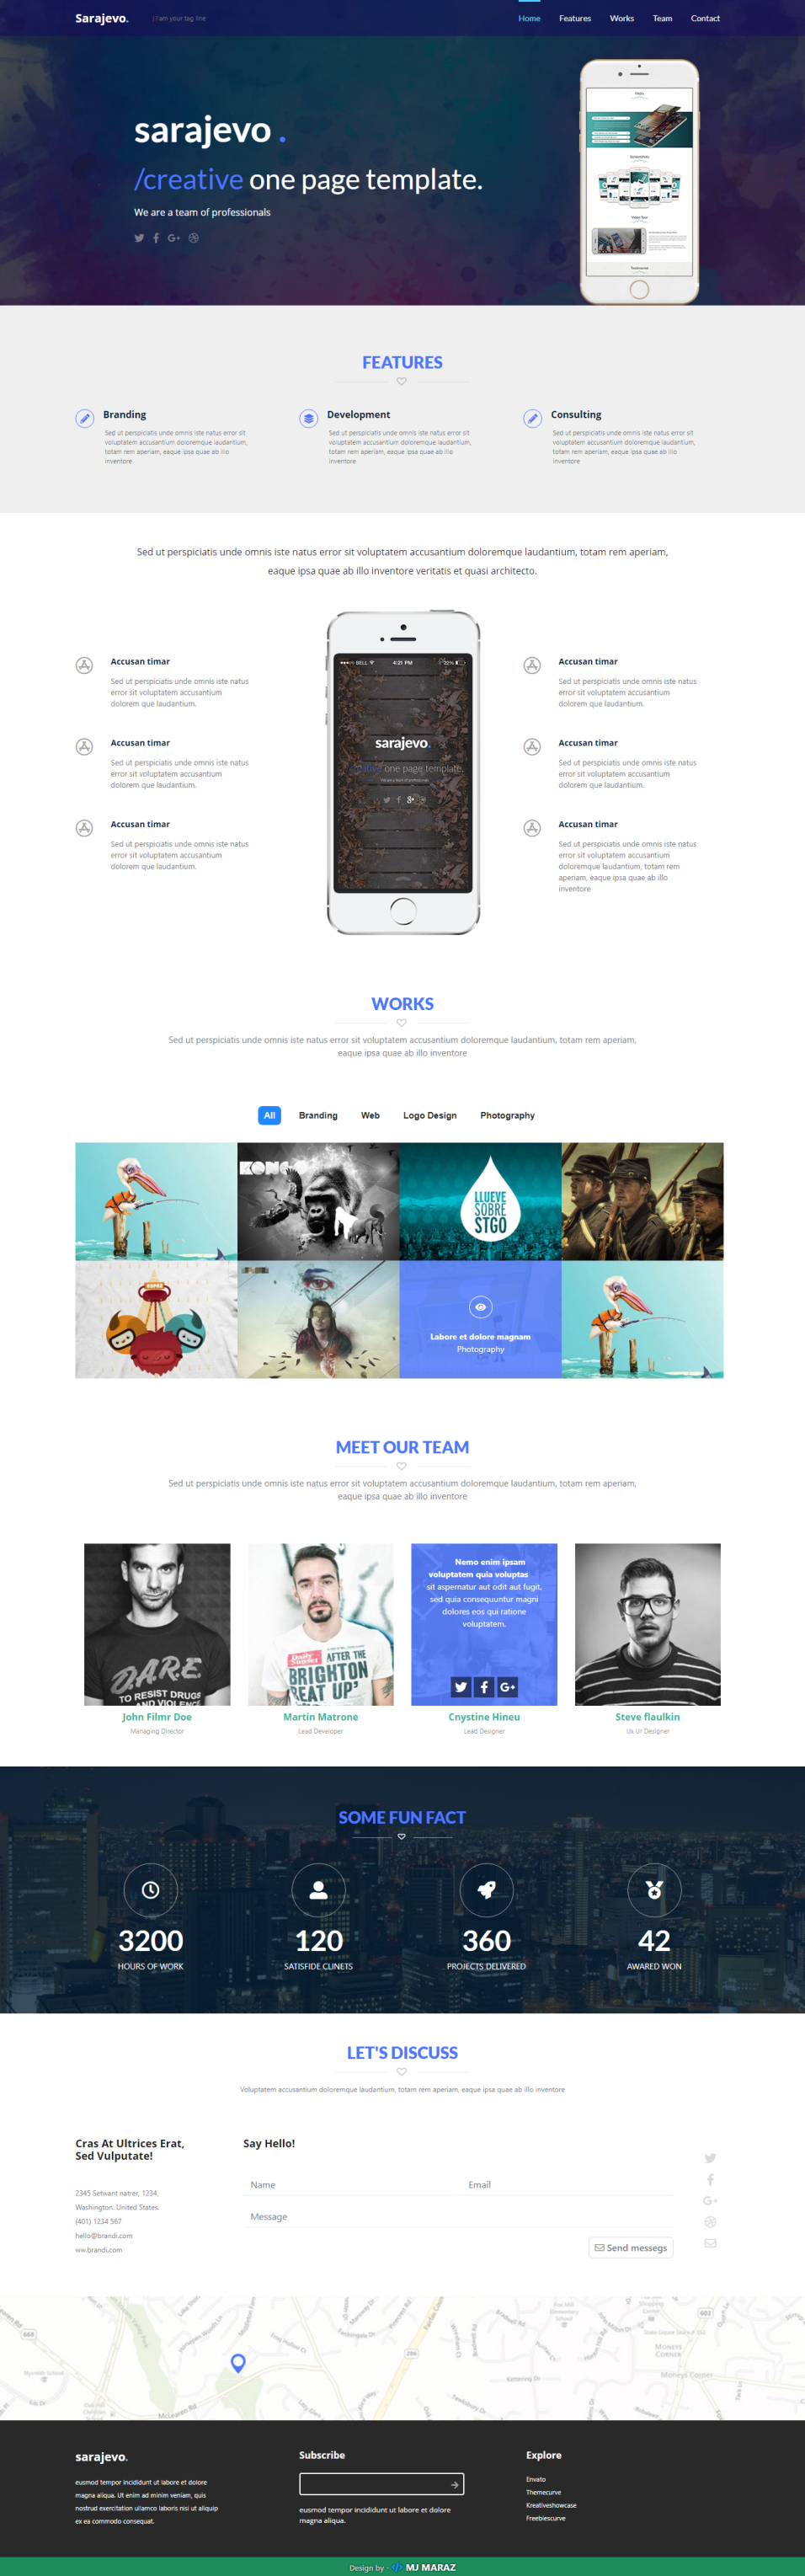 Sarajevo.
| I am your tag line
Home Features Works Team Contact
sarajevo .
/creative one page template.
We are a team of professionals
FEATURES
Branding
Sed ut perspiciatis unde omnis iste natus error sit
voluptatem accusantium doloremque laudantium,
totam rem aperiam, eaque ipsa quae ab illo
inventore
Development
Sed ut perspiciatis unde omnis iste natus error sit
voluptatem accusantium doloremque laudantium,
totam rem aperiam, eaque ipsa quae ab illo
inventore
Consulting
Sed ut perspiciatis unde omnis iste natus error sit
voluptatem accusantium doloremque laudantium,
totam rem aperiam, eaque ipsa quae ab illo
inventore
Sed ut perspiciatis unde omnis iste natus error sit voluptatem accusantium doloremque laudantium, totam rem aperiam,
eaque ipsa quae ab illo inventore veritatis et quasi architecto.
Accusan timar
Sed ut perspiciatis unde omnis iste natus
error sit voluptatem accusantium
dolorem que laudantium.
Accusan timar
Sed ut perspiciatis unde omnis iste natus
error sit voluptatem accusantium
dolorem que laudantium.
Accusan timar
Sed ut perspiciatis unde omnis iste natus
error sit voluptatem accusantium
dolorem que laudantium.
BELL 4:21 PM 22%
sarajevo.
one page template.
Accusan timar
Sed ut perspiciatis unde omnis iste natus
error sit voluptatem accusantium
dolorem que laudantium.
Accusan timar
Sed ut perspiciatis unde omnis iste natus
error sit voluptatem accusantium
dolorem que laudantium.
Accusan timar
Sed ut perspiciatis unde omnis iste natus
error sit voluptatem accusantium
doloremque laudantium, totam rem
aperiam, eaque ipsa quae ab illo
inventore
WORKS
Sed ut perspiciatis unde omnis iste natus error sit voluptatem accusantium doloremque laudantium, totam rem aperiam,
eaque ipsa quae ab illo inventore
All Branding Web Logo Design Photography
LLUEVE
SOBRE
STGO
Labore et dolore magnam
Photography
MEET OUR TEAM
Sed ut perspiciatis unde omnis iste natus error sit voluptatem accusantium doloremque laudantium, totam rem aperiam,
eaque ipsa quae ab illo inventore
D.A.R.E.
TO RESIST DRUGS
AND VIOLENCE
John Filmr Doe
Managing Director
AFTER THE
BRIGHTON
BEAT UP'
Martin Matrone
Lead Developer
Nemo enim ipsam
voluptatem quia voluptas
sit aspernatur aut odit aut fugit,
sed quia consequuntur magni
dolores eos qui ratione
voluptatem.
Cnystine Hineu
Lead Designer
Steve flaulkin
Ux Ur Designer
SOME FUN FACT
3200
HOURS OF WORK
120
SATISFIDE CLINETS
360
PROJECTS DELIVERED
42
AWARED WON
LET'S DISCUSS
Voluptatem accusantium doloremque laudantium, totam rem aperiam, eaque ipsa quae ab illo inventore
Cras At Ultrices Erat,
Sed Vulputate!
2345 Setwant natrer, 1234,
Washington. United States.
(401) 1234 567
hello@brandi.com
ww.brandi.com
Say Hello!
Name Email
Message
Send messegs
668
286
602
MONEYS
CORNER
Moneys Corner
McLearen Rd
sarajevo.
eusmod tempor incididunt ut labore et dolore
magna aliqua. Ut enim ad minim veniam, quis
nostrud exercitation ullamco laboris nisi ut aliquip
ex ea commodo consequat.
Subscribe
eusmod tempor incididunt ut labore et dolore
magna aliqua.
Explore
Envato
Themecurve
Kreativeshowcase
Freebiescurve
Design by - </> MJ MARAZ